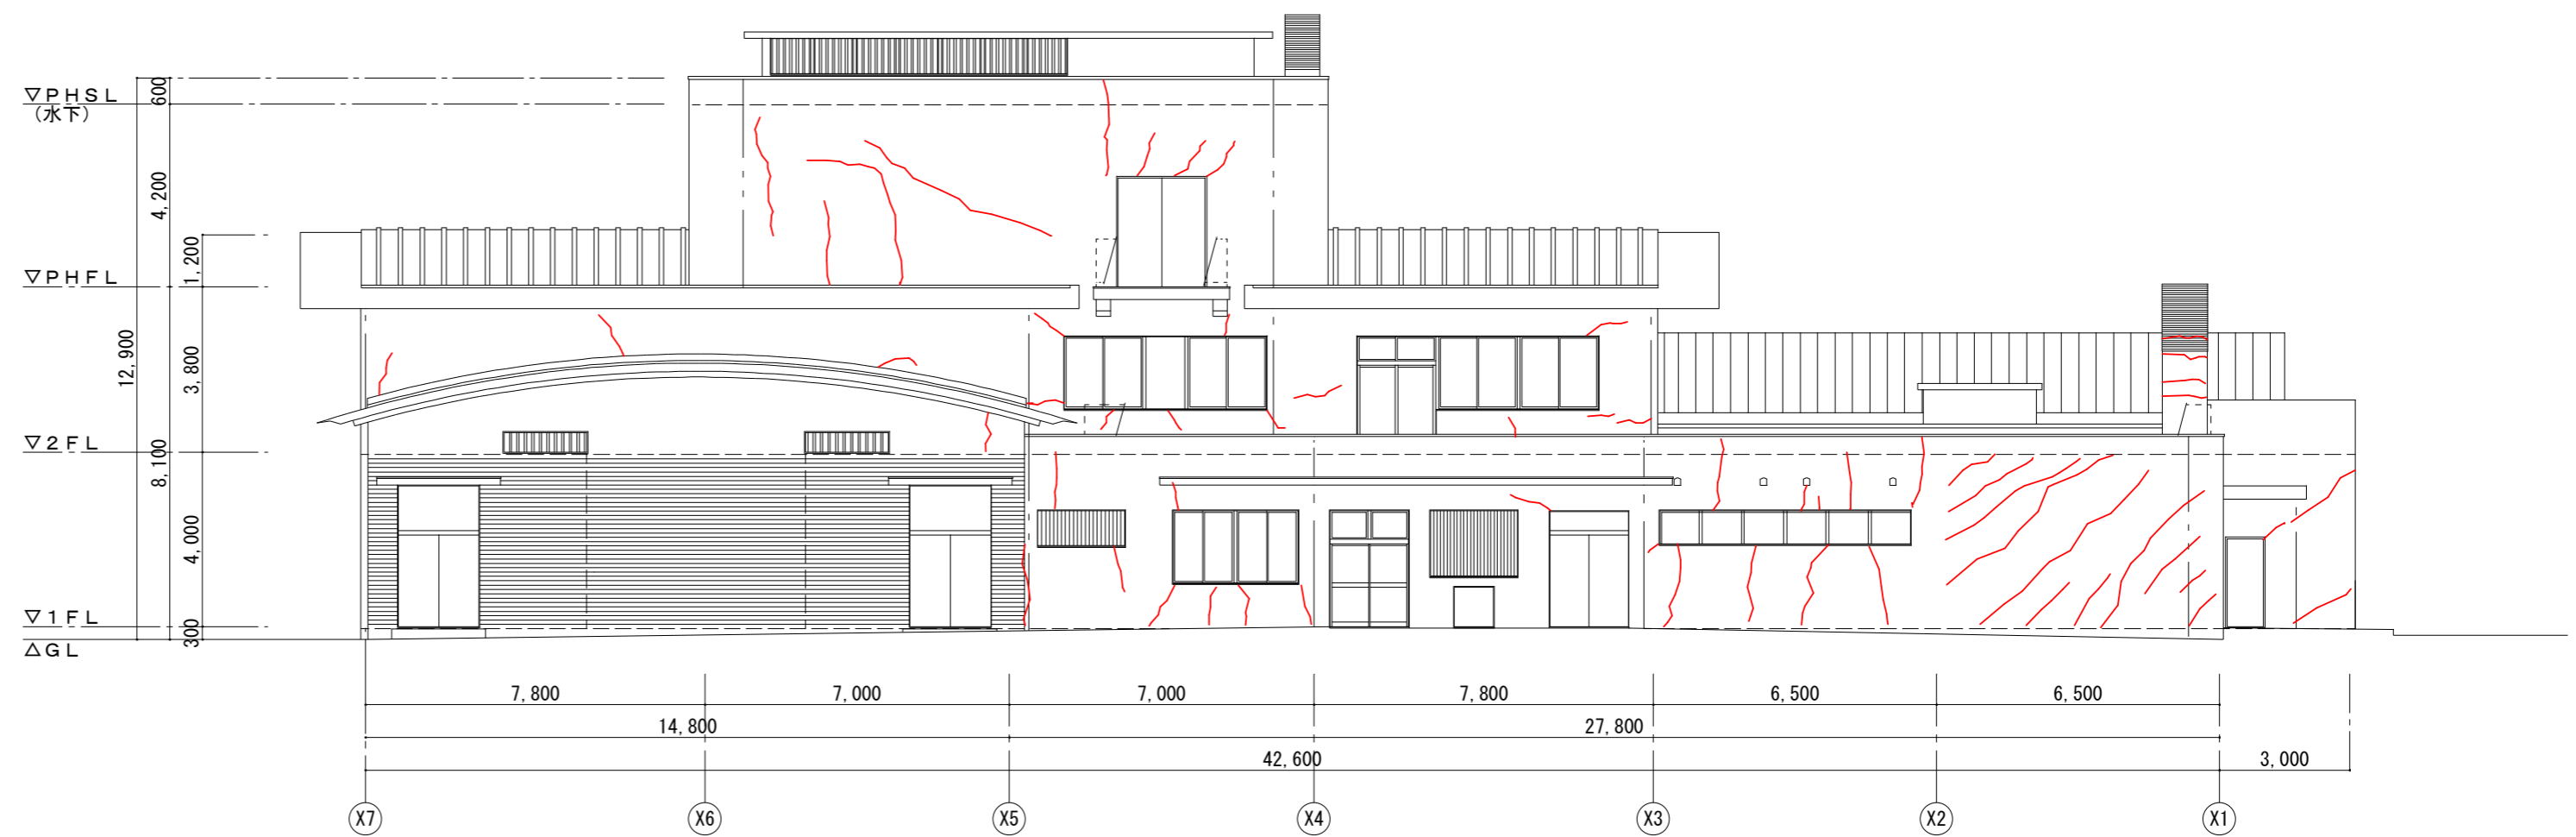 600
▽PHSL
(水下)
4,200
1,200
▽PHFL
12,900
3,800
▽2FL
8,100
4,000
▽1FL
300
△GL
7,800 7,000 7,000 7,800 6,500 6,500
14,800 27,800
42,600 3,000
X7 X6 X5 X4 X3 X2 X1